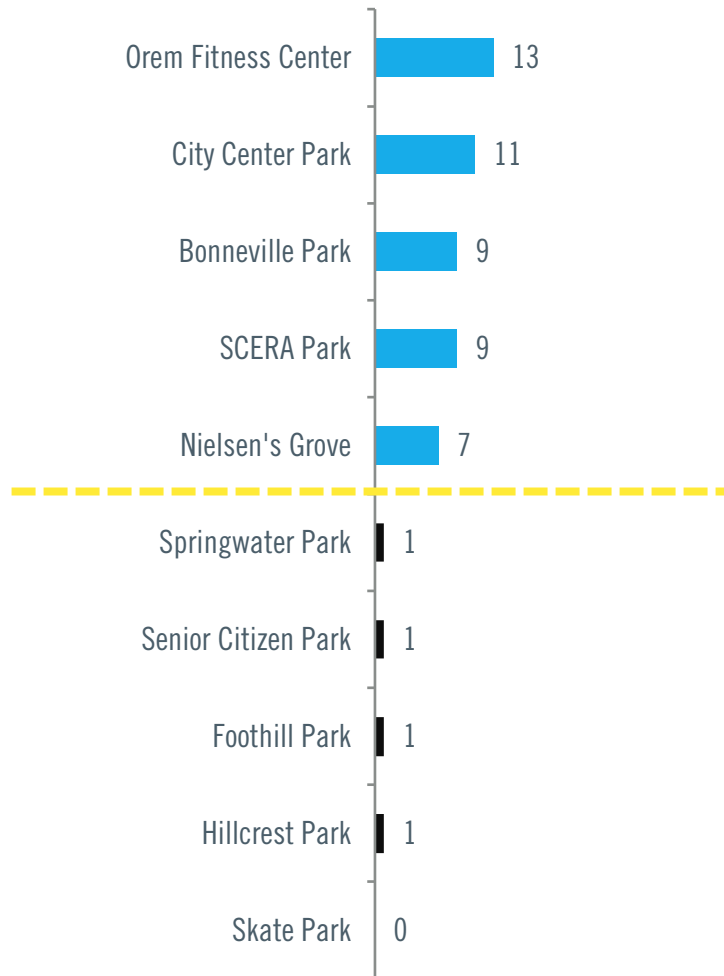 Orem Fitness Center 13
City Center Park 11
Bonneville Park 9
SCERA Park 9
Nielsen's Grove 7
Springwater Park 1
Senior Citizen Park 1
Foothill Park 1
Hillcrest Park 1
Skate Park 0